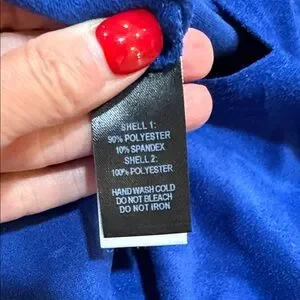 SHELL 1:
90% POLYESTER
10% SPANDEX
SHELL 2:
100% POLYESTER
HAND WASH COLD
DO NOT BLEACH
DO NOT IRON